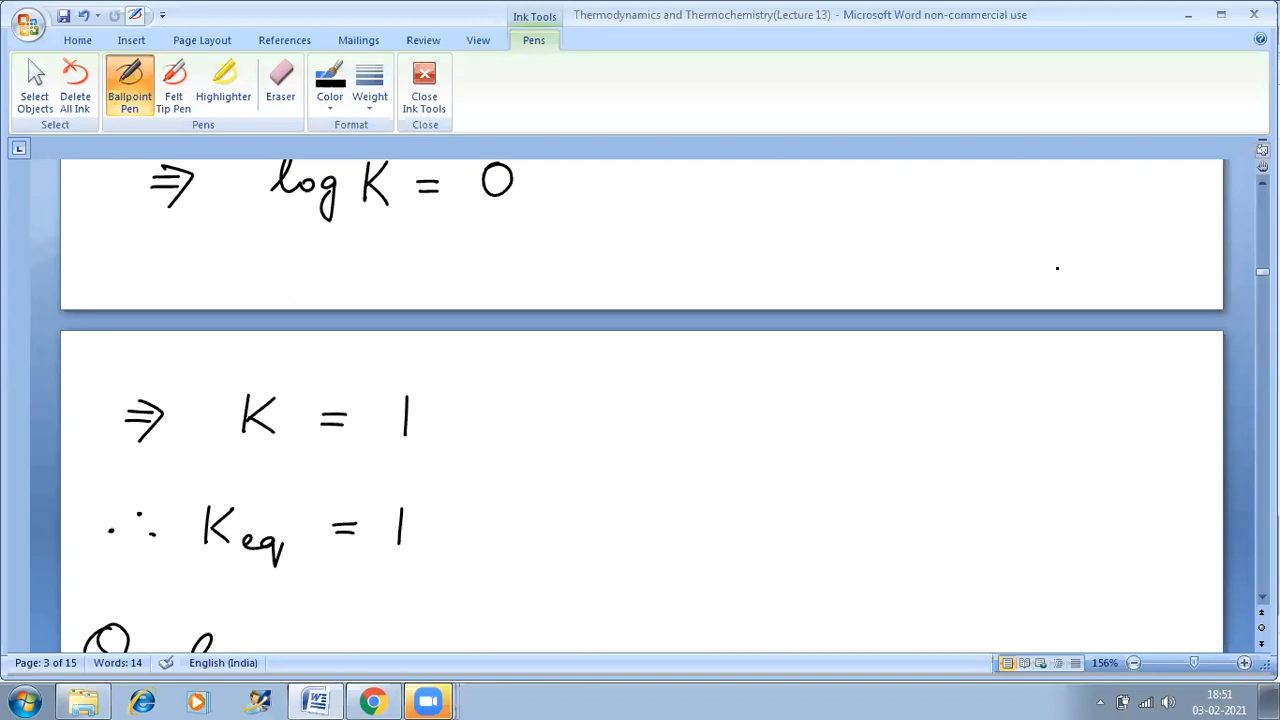 Ink Tools
Thermodynamics and Thermochemistry(Lecture 13) - Microsoft Word non-commercial use
Home Insert Page Layout References Mailings Review View Pens
Select Objects
Delete All Ink
Ballpoint Pen
Felt Tip Pen
Highlighter
Eraser
Color
Weight
Close Ink Tools
Select Pens Format Close
⇒ log K = 0
⇒ K = 1
∴ Keq = 1
Page: 3 of 15 Words: 14 English (India) 156%
18:51
03-02-2021